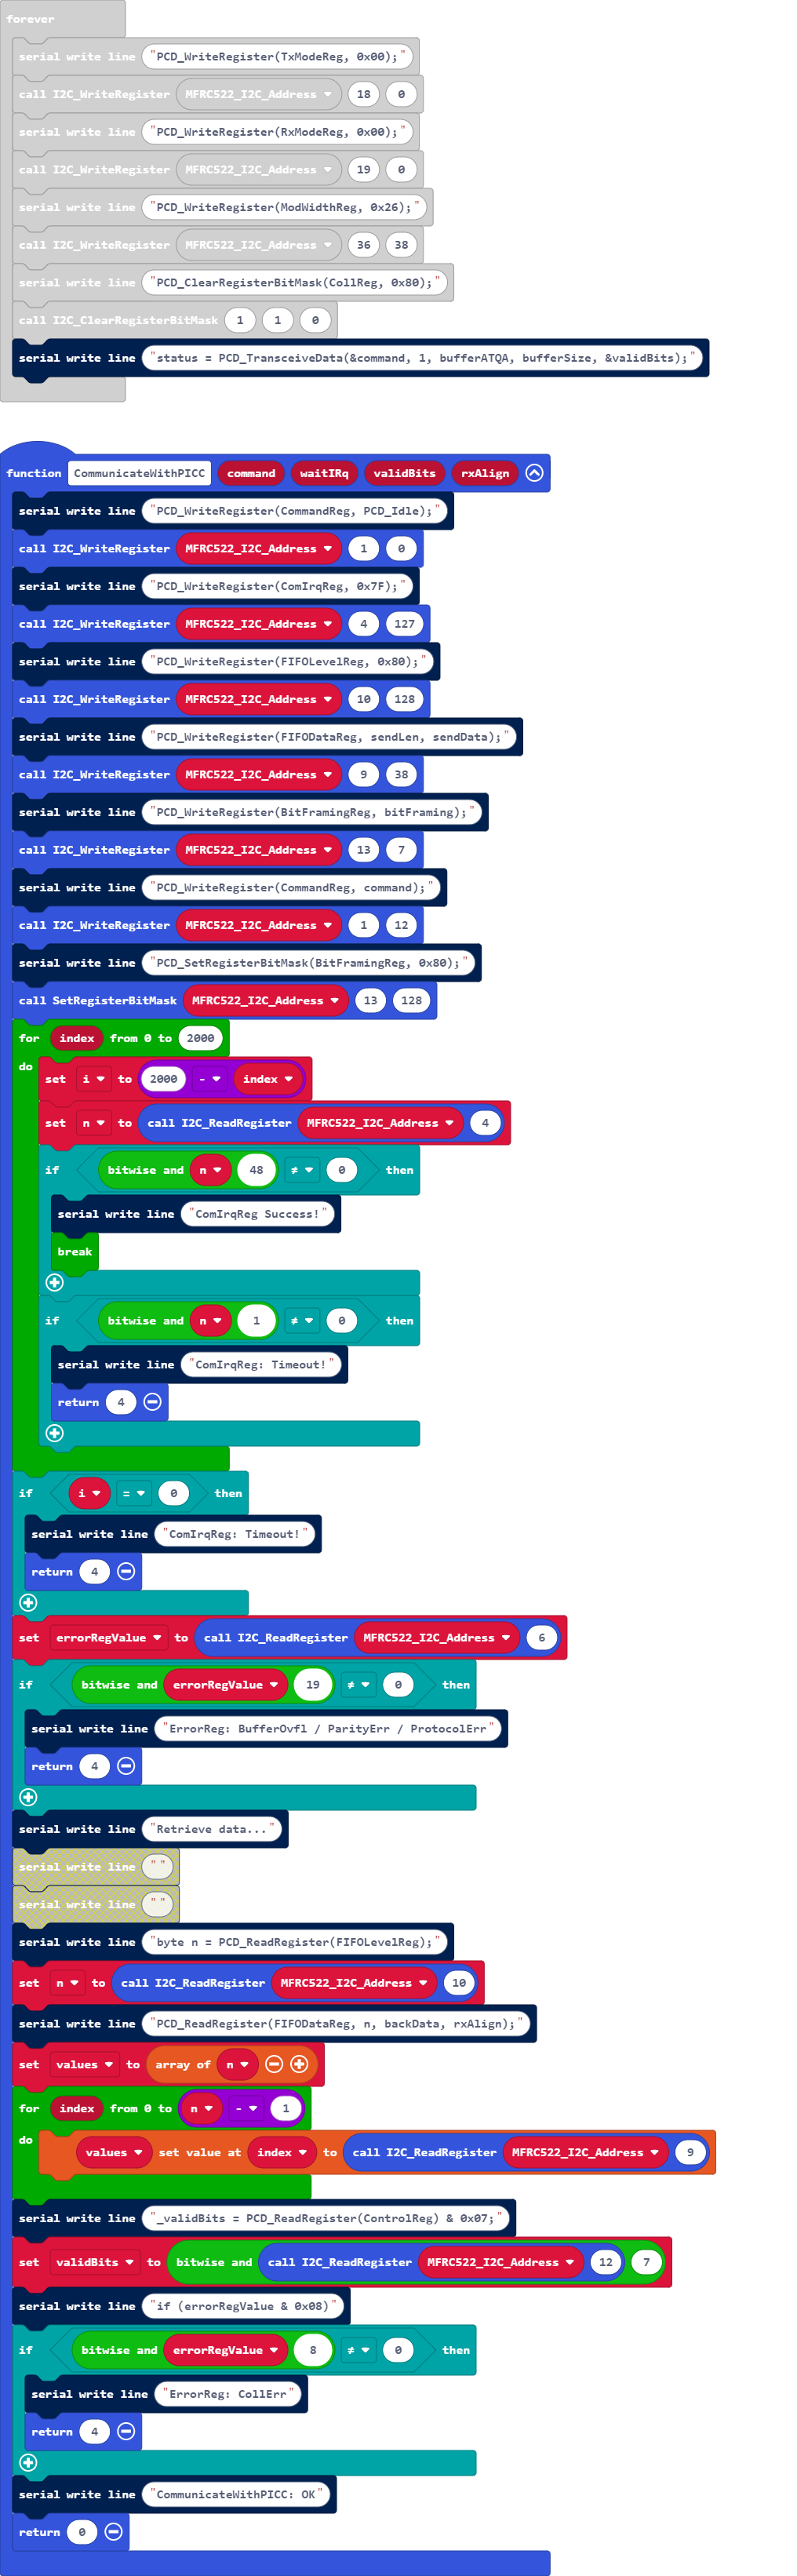 forever
serial write line "PCD_WriteRegister(TxModeReg, 0x00);"
call I2C_WriteRegister MFRC522_I2C_Address 18 0
serial write line "PCD_WriteRegister(RxModeReg, 0x00);"
call I2C_WriteRegister MFRC522_I2C_Address 19 0
serial write line "PCD_WriteRegister(ModWidthReg, 0x26);"
call I2C_WriteRegister MFRC522_I2C_Address 36 38
serial write line "PCD_ClearRegisterBitMask(CollReg, 0x80);"
call I2C_ClearRegisterBitMask 1 1 0
serial write line "status = PCD_TransceiveData(&command, 1, bufferATQA, bufferSize, &validBits);"
function CommunicateWithPICC command waitIRq validBits rxAlign
serial write line "PCD_WriteRegister(CommandReg, PCD_Idle);"
call I2C_WriteRegister MFRC522_I2C_Address 1 0
serial write line "PCD_WriteRegister(ComIrqReg, 0x7F);"
call I2C_WriteRegister MFRC522_I2C_Address 4 127
serial write line "PCD_WriteRegister(FIFOLevelReg, 0x80);"
call I2C_WriteRegister MFRC522_I2C_Address 10 128
serial write line "PCD_WriteRegister(FIFODataReg, sendLen, sendData);"
call I2C_WriteRegister MFRC522_I2C_Address 9 38
serial write line "PCD_WriteRegister(BitFramingReg, bitFraming);"
call I2C_WriteRegister MFRC522_I2C_Address 13 7
serial write line "PCD_WriteRegister(CommandReg, command);"
call I2C_WriteRegister MFRC522_I2C_Address 1 12
serial write line "PCD_SetRegisterBitMask(BitFramingReg, 0x80);"
call SetRegisterBitMask MFRC522_I2C_Address 13 128
for index from 0 to 2000
do
set i to 2000 - index
set n to call I2C_ReadRegister MFRC522_I2C_Address 4
if bitwise and n 48 ≠ 0 then
serial write line "ComIrqReg Success!"
break
if bitwise and n 1 ≠ 0 then
serial write line "ComIrqReg: Timeout!"
return 4
if i = 0 then
serial write line "ComIrqReg: Timeout!"
return 4
set errorRegValue to call I2C_ReadRegister MFRC522_I2C_Address 6
if bitwise and errorRegValue 19 ≠ 0 then
serial write line "ErrorReg: BufferOvfl / ParityErr / ProtocolErr"
return 4
serial write line "Retrieve data..."
serial write line ""
serial write line ""
serial write line "byte n = PCD_ReadRegister(FIFOLevelReg);"
set n to call I2C_ReadRegister MFRC522_I2C_Address 10
serial write line "PCD_ReadRegister(FIFODataReg, n, backData, rxAlign);"
set values to array of n
for index from 0 to n - 1
do
values set value at index to call I2C_ReadRegister MFRC522_I2C_Address 9
serial write line "_validBits = PCD_ReadRegister(ControlReg) & 0x07;"
set validBits to bitwise and call I2C_ReadRegister MFRC522_I2C_Address 12 7
serial write line "if (errorRegValue & 0x08)"
if bitwise and errorRegValue 8 ≠ 0 then
serial write line "ErrorReg: CollErr"
return 4
serial write line "CommunicateWithPICC: OK"
return 0